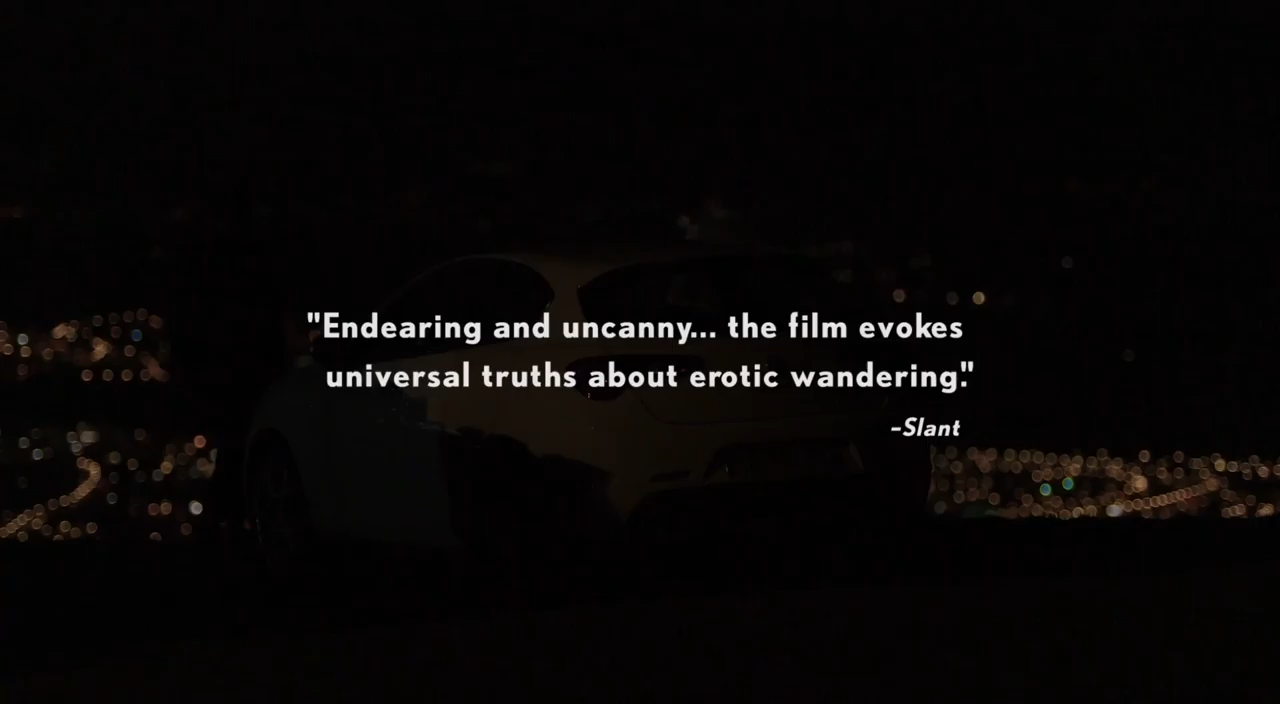 "Endearing and uncanny... the film evokes
universal truths about erotic wandering."
–Slant